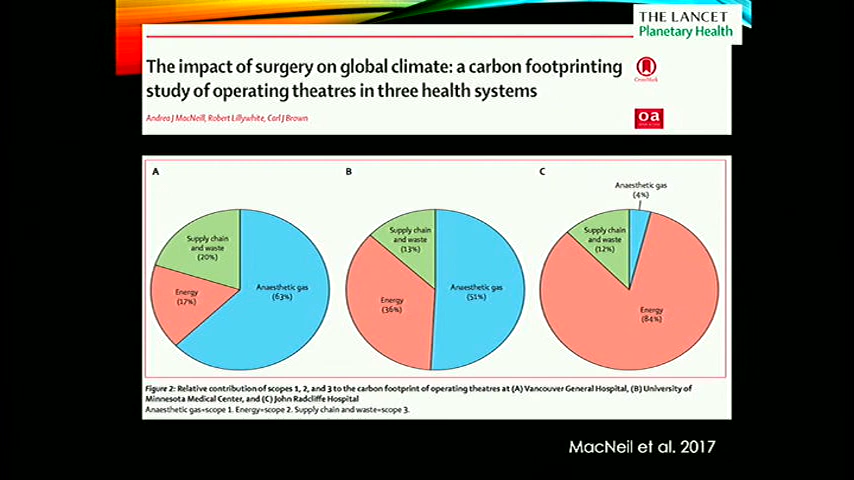 THE LANCET
Planetary Health
The impact of surgery on global climate: a carbon footprinting
study of operating theatres in three health systems
Andrea J MacNeill, Robert Lillywhite, Carl J Brown
CrossMark
oa
A
B
C
Supply chain
and waste
(20%)
Energy
(17%)
Anaesthetic gas
(63%)
Supply chain
and waste
(13%)
Energy
(36%)
Anaesthetic gas
(51%)
Anaesthetic gas
(4%)
Supply chain
and waste
(12%)
Energy
(84%)
Figure 2: Relative contribution of scopes 1, 2, and 3 to the carbon footprint of operating theatres at (A) Vancouver General Hospital, (B) University of
Minnesota Medical Center, and (C) John Radcliffe Hospital
Anaesthetic gas=scope 1. Energy=scope 2. Supply chain and waste=scope 3.
MacNeil et al. 2017